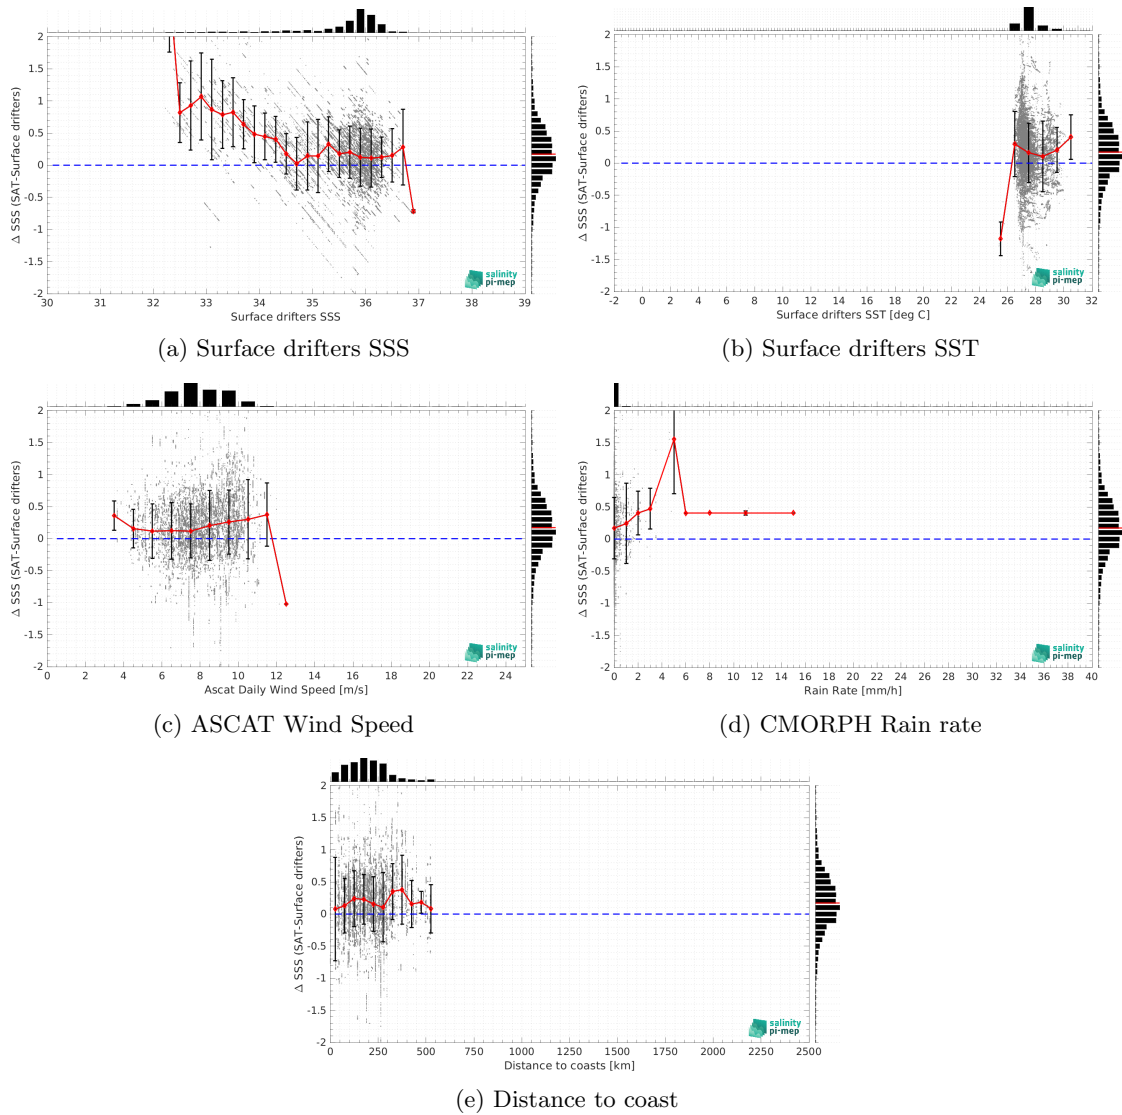 2
1.5
1
0.5
0
-0.5
-1
-1.5
-2
Δ SSS (SAT-Surface drifters)
30 31 32 33 34 35 36 37 38 39
Surface drifters SSS
salinity
pi-mep
(a) Surface drifters SSS
2
1.5
1
0.5
0
-0.5
-1
-1.5
-2
Δ SSS (SAT-Surface drifters)
-2 0 2 4 6 8 10 12 14 16 18 20 22 24 26 28 30 32
Surface drifters SST [deg C]
salinity
pi-mep
(b) Surface drifters SST
2
1.5
1
0.5
0
-0.5
-1
-1.5
-2
Δ SSS (SAT-Surface drifters)
0 2 4 6 8 10 12 14 16 18 20 22 24
Ascat Daily Wind Speed [m/s]
salinity
pi-mep
(c) ASCAT Wind Speed
2
1.5
1
0.5
0
-0.5
-1
-1.5
-2
Δ SSS (SAT-Surface drifters)
0 2 4 6 8 10 12 14 16 18 20 22 24 26 28 30 32 34 36 38 40
Rain Rate [mm/h]
salinity
pi-mep
(d) CMORPH Rain rate
2
1.5
1
0.5
0
-0.5
-1
-1.5
-2
Δ SSS (SAT-Surface drifters)
0 250 500 750 1000 1250 1500 1750 2000 2250 2500
Distance to coasts [km]
salinity
pi-mep
(e) Distance to coast